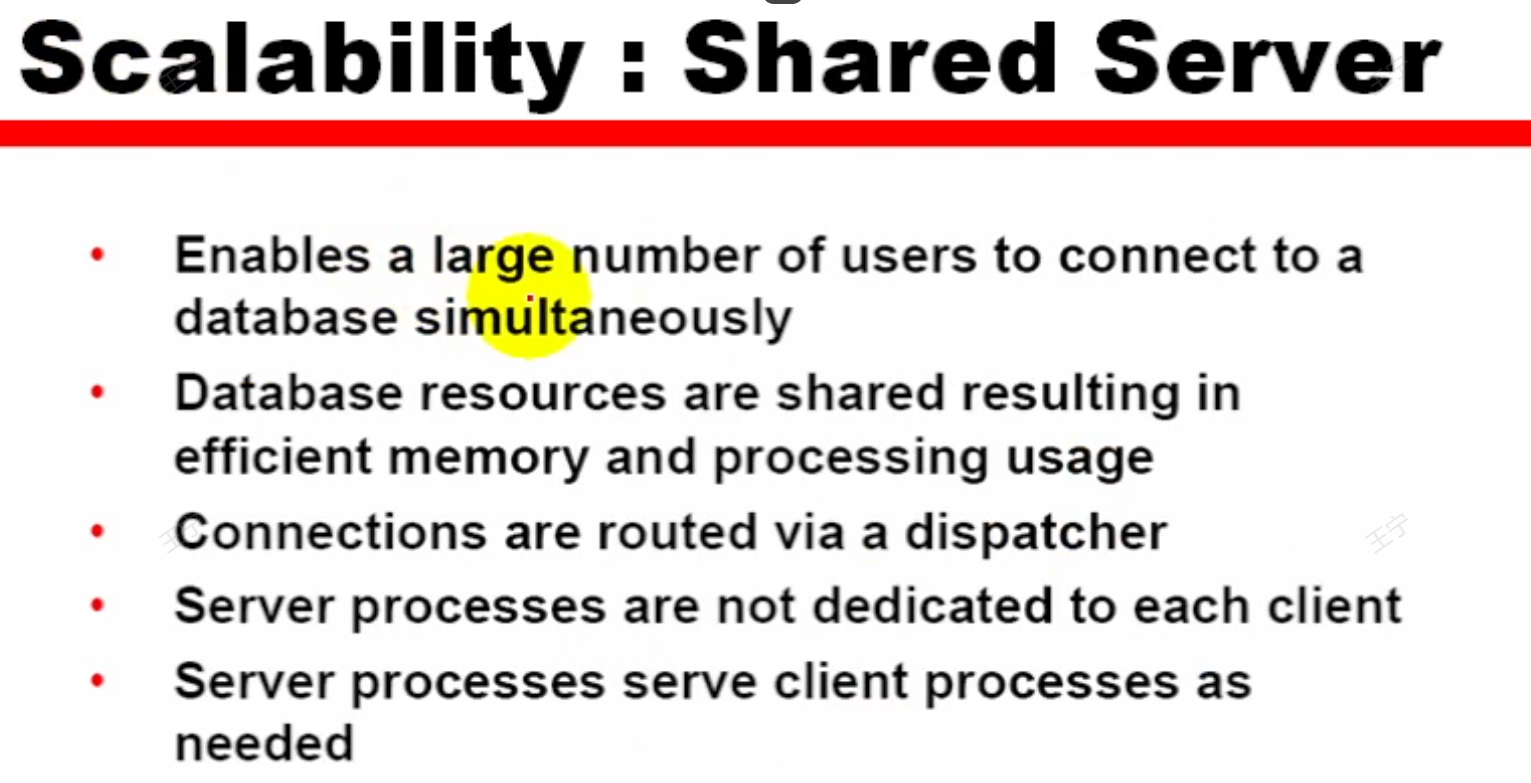 Scalability : Shared Server
• Enables a large number of users to connect to a
database simultaneously
• Database resources are shared resulting in
efficient memory and processing usage
• Connections are routed via a dispatcher
王宁
• Server processes are not dedicated to each client
• Server processes serve client processes as
needed